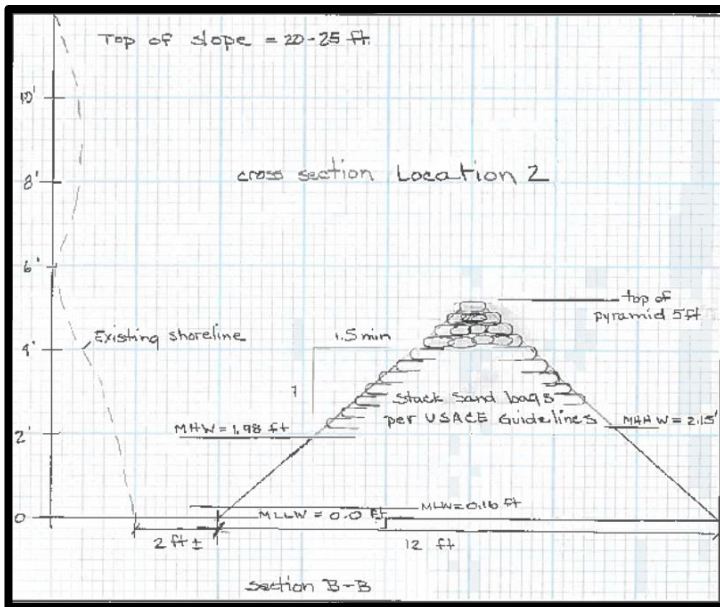 Top of slope = 20-25 ft.
10'
8'
cross section Location 2
6'
top of
pyramid 5ft
Existing shoreline
1.5 min
4'
1
Stack Sand bags
per USACE Guidelines
MHW = 1.98 ft
MHHW = 2.15'
2'
MLW=0.16 ft
0
MLLW = 0.0 ft
2 ft ±
12 ft
Section B-B